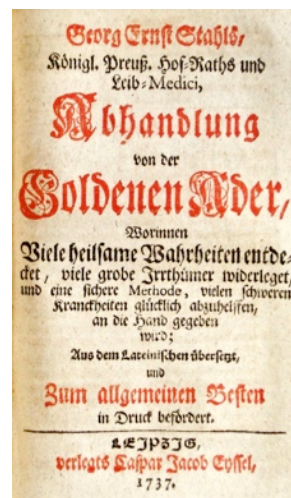 Georg Ernst Stahls,
Königl. Preuß. Hof-Raths und
Leib-Medici,
Abhandlung
von der
Goldenen Ader,
Worinnen
Viele heilsame Wahrheiten entde-
cket, viele grobe Irrthümer widerleget,
und eine sichere Methode, vielen schweren
Kranckheiten glücklich abzuhelffen,
an die Hand gegeben
wird;
Aus dem Lateinischen übersetzt,
und
Zum allgemeinen Besten
in Druck befördert.
LEIPZIG,
verlegts Caspar Jacob Eyssel,
1737.